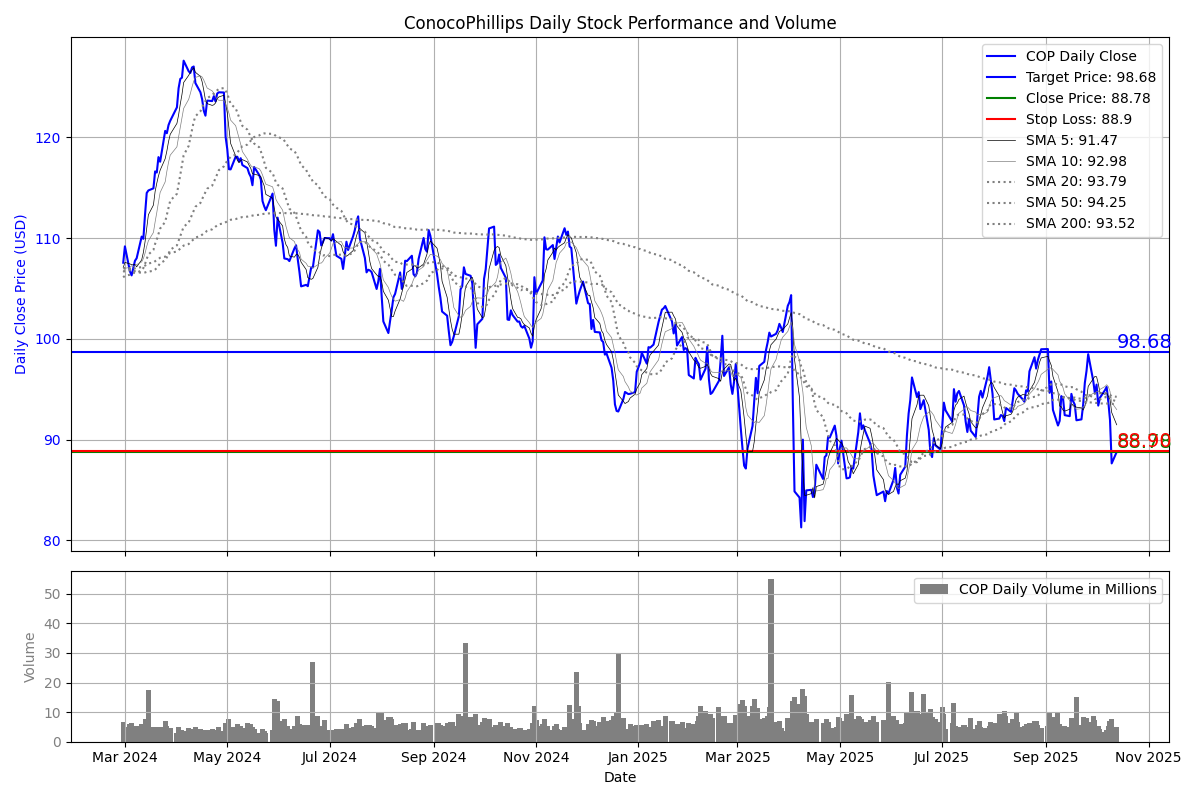 ConocoPhillips Daily Stock Performance and Volume
COP Daily Close
Target Price: 98.68
Close Price: 88.78
Stop Loss: 88.9
SMA 5: 91.47
SMA 10: 92.98
SMA 20: 93.79
SMA 50: 94.25
SMA 200: 93.52
Daily Close Price (USD)
120
110
100
90
80
98.68
COP Daily Volume in Millions
Volume
50
40
30
20
10
0
Mar 2024
May 2024
Jul 2024
Sep 2024
Nov 2024
Jan 2025
Mar 2025
May 2025
Jul 2025
Sep 2025
Nov 2025
Date